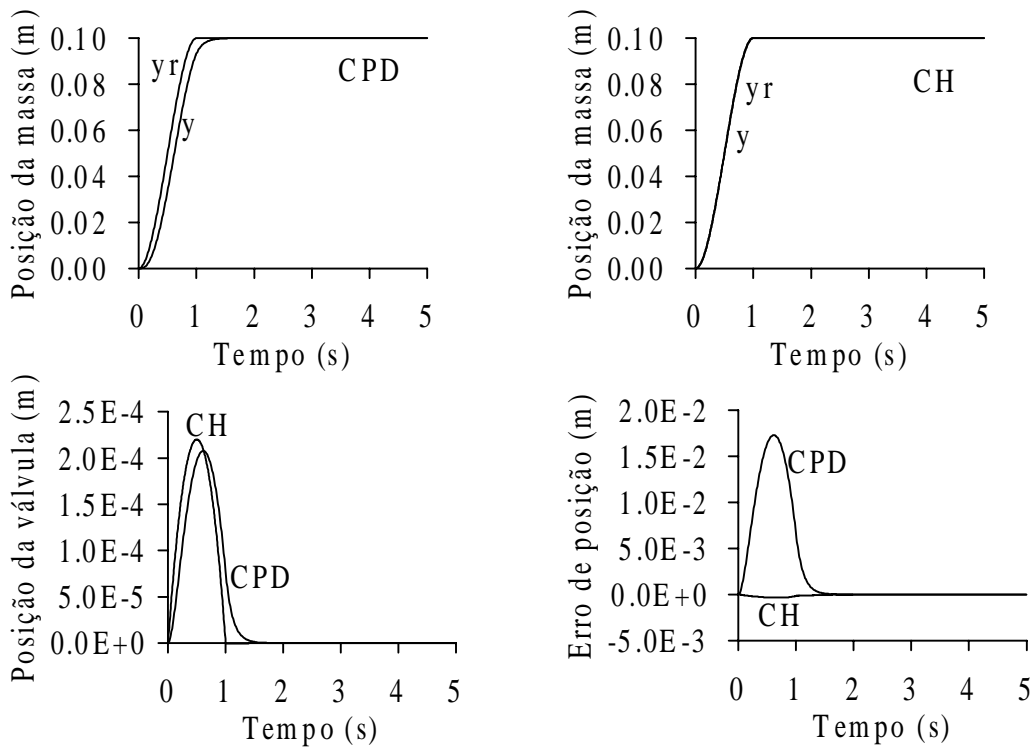 Posição da massa (m)
0.10
0.08
0.06
0.04
0.02
0.00
yr
y
CPD
0 1 2 3 4 5
Tempo (s)
Posição da massa (m)
0.10
0.08
0.06
0.04
0.02
0.00
CH
yr
y
0 1 2 3 4 5
Tempo (s)
Posição da válvula (m)
2.5E-4
2.0E-4
1.5E-4
1.0E-4
5.0E-5
0.0E+0
CH
CPD
0 1 2 3 4 5
Tempo (s)
Erro de posição (m)
2.0E-2
1.5E-2
1.0E-2
5.0E-3
0.0E+0
-5.0E-3
CPD
CH
0 1 2 3 4 5
Tempo (s)